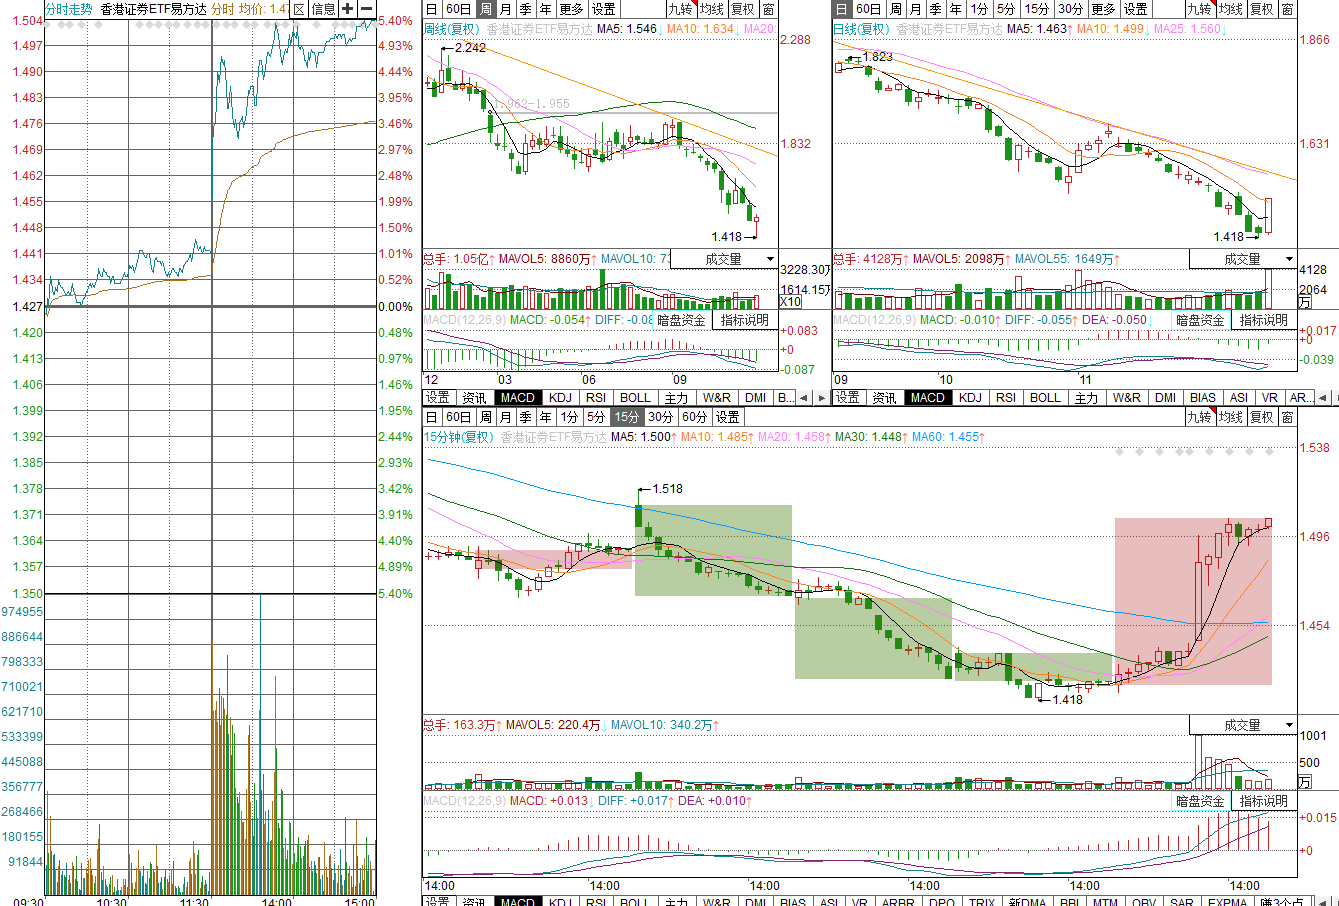 分时走势 香港证券ETF易方达 分时 均价: 1.47 信息
1.504 5.40%
1.497 4.93%
1.490 4.44%
1.483 3.95%
1.476 3.46%
1.469 2.97%
1.462 2.48%
1.455 1.99%
1.448 1.50%
1.441 1.01%
1.434 0.52%
1.427 0.00%
1.420 0.48%
1.413 0.97%
1.406 1.46%
1.399 1.95%
1.392 2.44%
1.385 2.93%
1.378 3.42%
1.371 3.91%
1.364 4.40%
1.357 4.89%
1.350 5.40%
974955
886644
798333
710021
621710
533399
445088
356777
268466
180155
91844
09:30 10:30 11:30 14:00 15:00
日 60日 周 月 季 年 更多 设置 九转 均线 复权 窗
周线(复权) 香港证券ETF易方达 MA5: 1.546↓ MA10: 1.634↓ MA20:
2.288
2.242
1.962-1.955
1.832
1.418
总手: 1.05亿↑ MAVOL5: 8860万↑ MAVOL10: 73 成交量
3228.30万
1614.15万
X10
MACD(12,26,9) MACD: -0.054↑ DIFF: -0.08 暗盘资金 指标说明
+0.083
+0
-0.087
12 03 06 09
设置 资讯 MACD KDJ RSI BOLL 主力 W&R DMI B...
日 60日 周 月 季 年 1分 5分 15分 30分 更多 设置 九转 均线 复权 窗
日线(复权) 香港证券ETF易方达 MA5: 1.463↑ MA10: 1.499↓ MA25: 1.560↓
1.866
1.823
1.631
1.418
总手: 4128万↑ MAVOL5: 2098万↑ MAVOL55: 1649万↑ 成交量
4128
2064
万
MACD(12,26,9) MACD: -0.010↑ DIFF: -0.055↑ DEA: -0.050↓ 暗盘资金 指标说明
+0.017
+0
-0.039
09 10 11
设置 资讯 MACD KDJ RSI BOLL 主力 W&R DMI BIAS ASI VR AR...
日 60日 周 月 季 年 1分 5分 15分 30分 60分 设置 九转 均线 复权 窗
15分钟(复权) 香港证券ETF易方达 MA5: 1.500↑ MA10: 1.485↑ MA20: 1.458↑ MA30: 1.448↑ MA60: 1.455↑
1.538
1.518
1.496
1.454
1.418
总手: 163.3万↑ MAVOL5: 220.4万↓ MAVOL10: 340.2万↑ 成交量
1001
500
万
MACD(12,26,9) MACD: +0.013↓ DIFF: +0.017↑ DEA: +0.010↑ 暗盘资金 指标说明
+0.015
+0
14:00 14:00 14:00 14:00 14:00 14:00
设置 资讯 MACD KDJ RSI BOLL 主力 W&R DMI BIAS ASI VR ARBR DPO TRIX 新DMA BBI MTM OBV SAR EXPMA 赚3个点